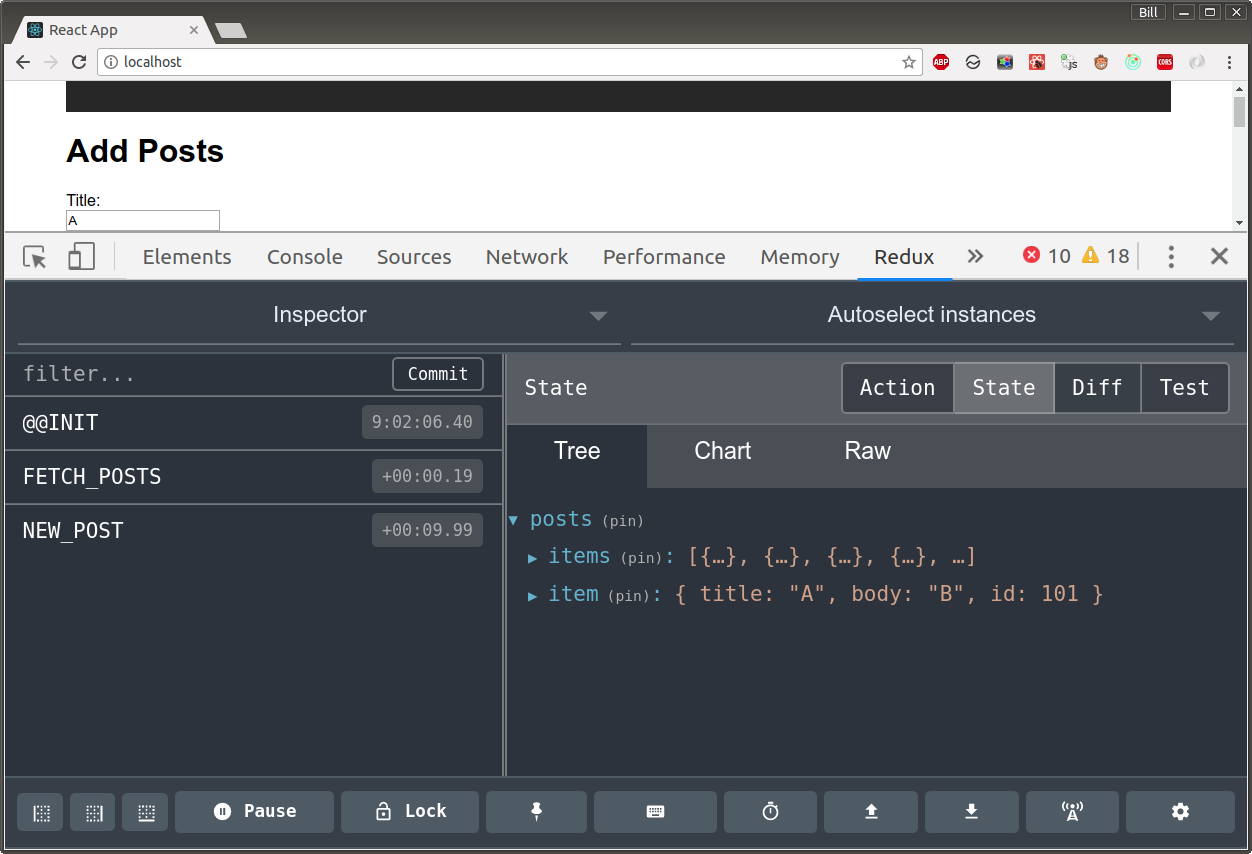 Bill
React App
localhost
ABP
JS
CORS
Add Posts
Title:
A
Elements Console Sources Network Performance Memory Redux 10 18
Inspector Autoselect instances
filter... Commit
@@INIT 9:02:06.40
FETCH_POSTS +00:00.19
NEW_POST +00:09.99
State Action State Diff Test
Tree Chart Raw
posts (pin)
items (pin): [{…}, {…}, {…}, {…}, …]
item (pin): { title: "A", body: "B", id: 101 }
Pause Lock